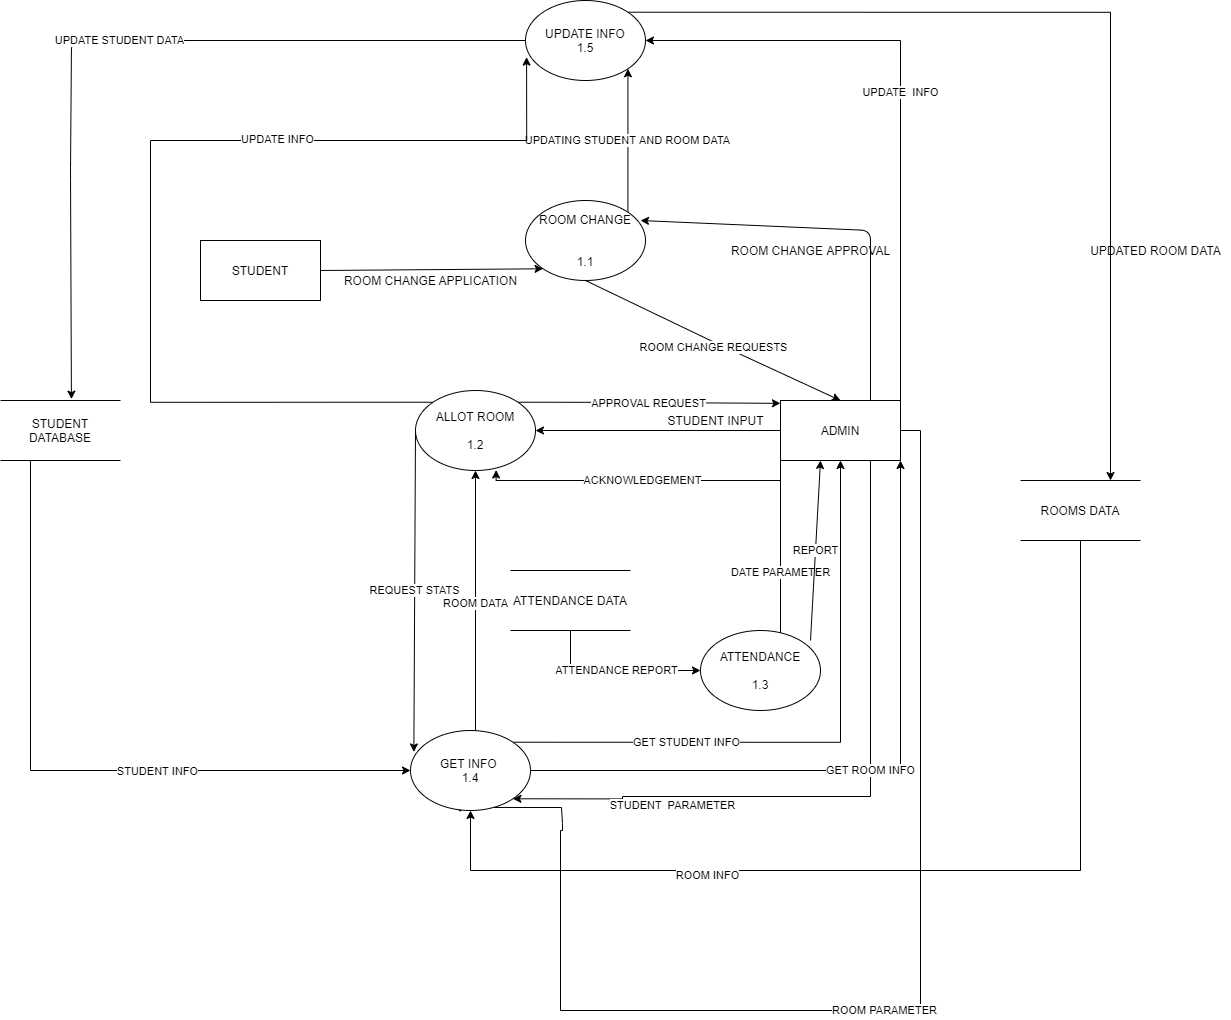 UPDATE INFO
1.5
UPDATE STUDENT DATA
UPDATE  INFO
UPDATE INFO
UPDATING STUDENT AND ROOM DATA
ROOM CHANGE
1.1
STUDENT
ROOM CHANGE APPLICATION
ROOM CHANGE APPROVAL
UPDATED ROOM DATA
ROOM CHANGE REQUESTS
STUDENT
DATABASE
ALLOT ROOM
1.2
APPROVAL REQUEST
STUDENT INPUT
ADMIN
ACKNOWLEDGEMENT
ROOMS DATA
REPORT
DATE PARAMETER
REQUEST STATS
ROOM DATA
ATTENDANCE DATA
ATTENDANCE
1.3
ATTENDANCE REPORT
GET STUDENT INFO
GET INFO
1.4
STUDENT INFO
GET ROOM INFO
STUDENT  PARAMETER
ROOM INFO
ROOM PARAMETER